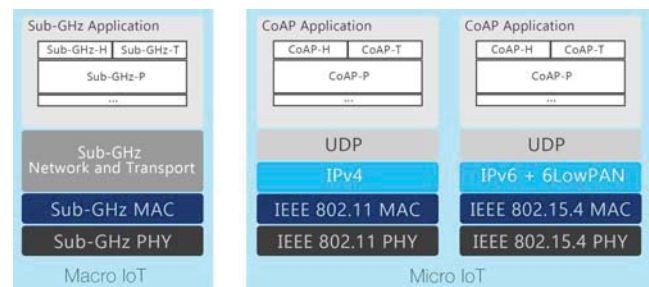 Sub-GHz Application
Sub-GHz-H Sub-GHz-T
Sub-GHz-P
...
Sub-GHz
Network and Transport
Sub-GHz MAC
Sub-GHz PHY
Macro IoT
CoAP Application
CoAP-H CoAP-T
CoAP-P
...
UDP
IPv4
IEEE 802.11 MAC
IEEE 802.11 PHY
CoAP Application
CoAP-H CoAP-T
CoAP-P
...
UDP
IPv6 + 6LowPAN
IEEE 802.15.4 MAC
IEEE 802.15.4 PHY
Micro IoT